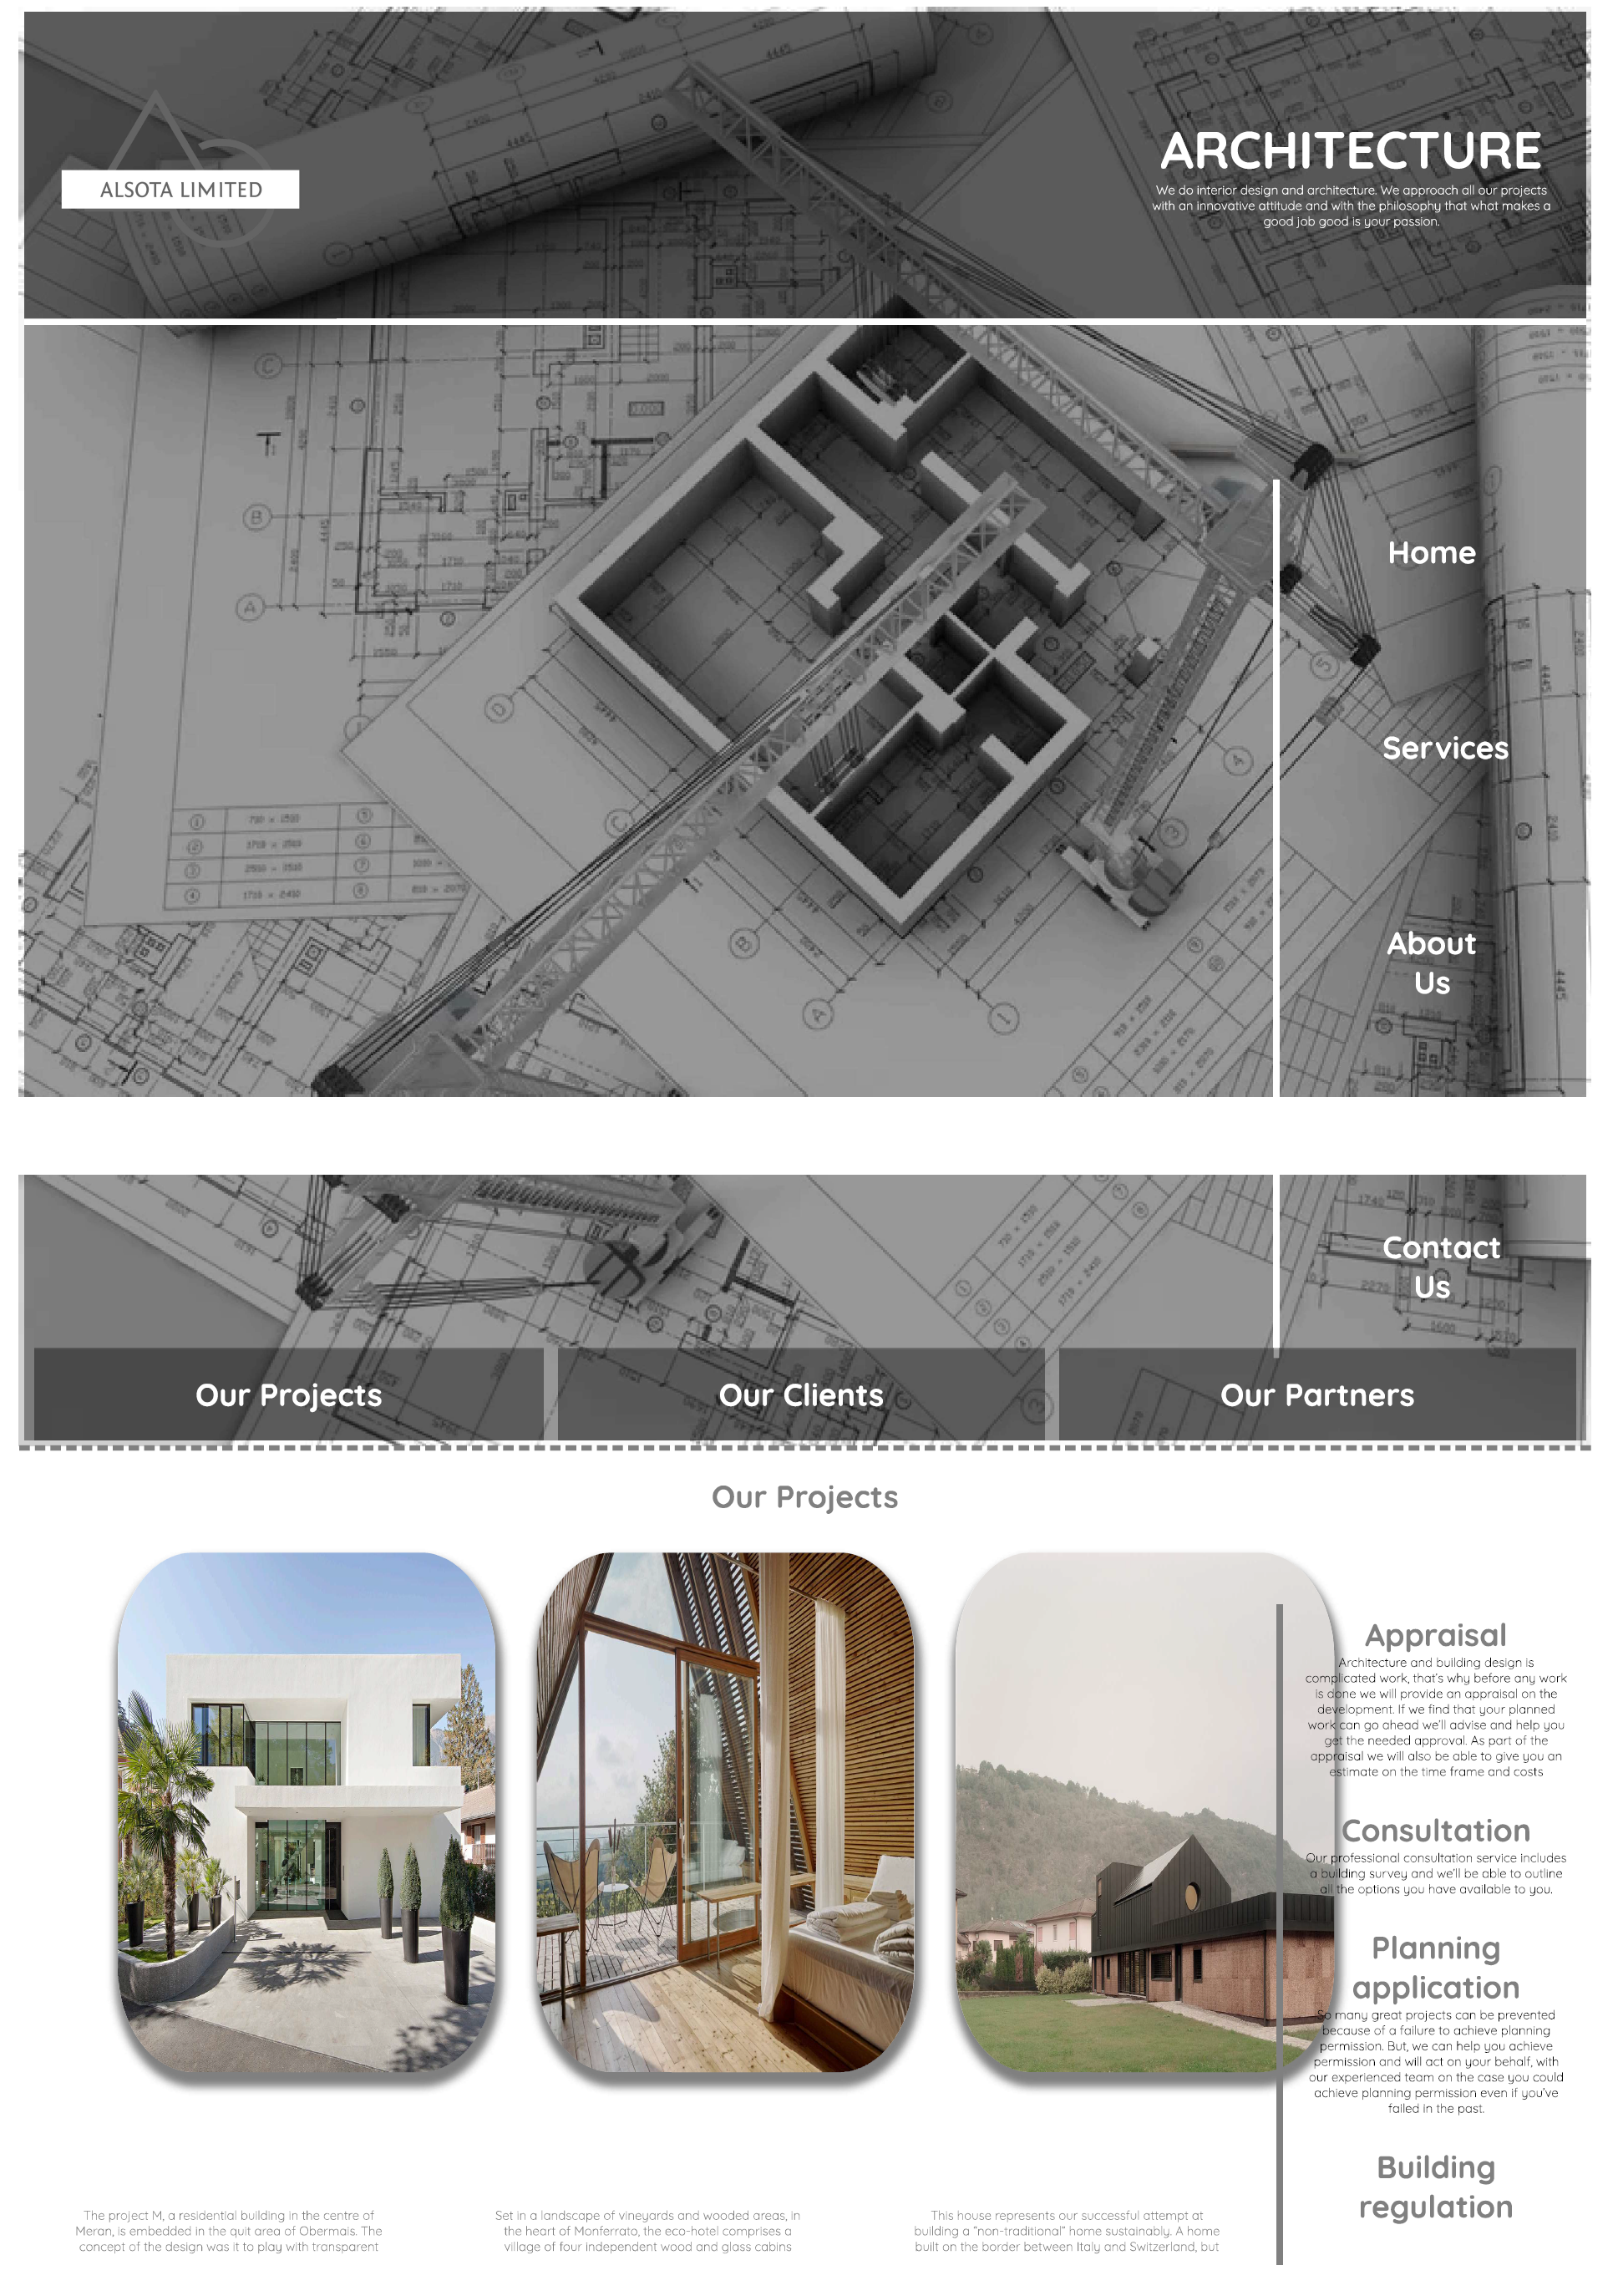 ALSOTA LIMITED
ARCHITECTURE
We do interior design and architecture. We approach all our projects
with an innovative attitude and with the philosophy that what makes a
good job good is your passion.
Home
Services
About
Us
Contact
Us
Our Projects
Our Clients
Our Partners
Our Projects
Appraisal
Architecture and building design is
complicated work, that's why before any work
is done we will provide an appraisal on the
development. If we find that your planned
work can go ahead we'll advise and help you
get the needed approval. As part of the
appraisal we will also be able to give you an
estimate on the time frame and costs
Consultation
Our professional consultation service includes
a building survey and we'll be able to outline
all the options you have available to you.
Planning
application
So many great projects can be prevented
because of a failure to achieve planning
permission. But, we can help you achieve
permission and will act on your behalf, with
our experienced team on the case you could
achieve planning permission even if you've
failed in the past.
Building
regulation
The project M, a residential building in the centre of
Meran, is embedded in the quit area of Obermais. The
concept of the design was it to play with transparent
Set in a landscape of vineyards and wooded areas, in
the heart of Monferrato, the eco-hotel comprises a
village of four independent wood and glass cabins
This house represents our successful attempt at
building a "non-traditional" home sustainably. A home
built on the border between Italy and Switzerland, but